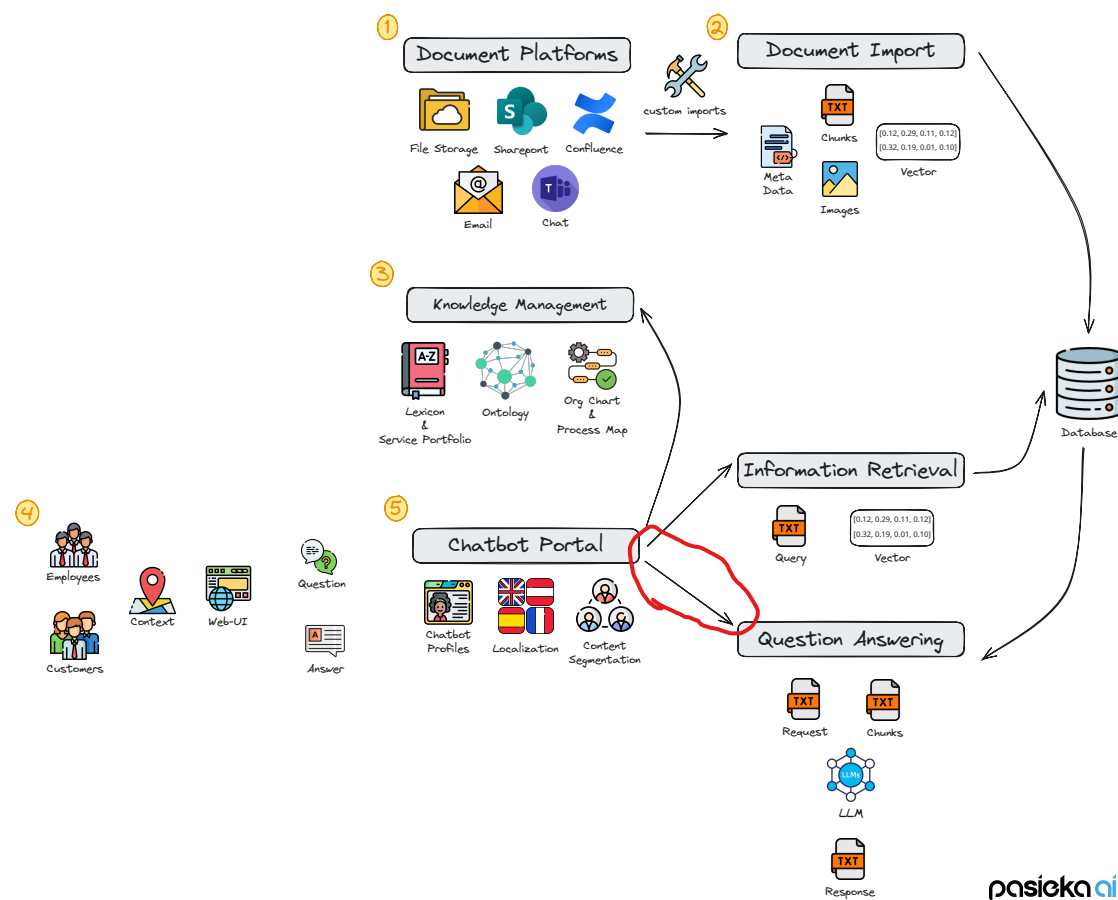 1
Document Platforms
File Storage
S
Sharepont
Confluence
@
Email
T
Chat
custom imports
2
Document Import
TXT
Chunks
</>
Meta
Data
Images
[0.12, 0.29, 0.11, 0.12]
[0.32, 0.19, 0.01, 0.10]
Vector
3
Knowledge Management
A-Z
Lexicon
&
Service Portfolio
Ontology
Org Chart
&
Process Map
Database
4
Employees
Customers
Context
Web-UI
?
Question
A
Answer
5
Chatbot Portal
Chatbot
Profiles
Localization
Content
Segmentation
Information Retrieval
TXT
Query
[0.12, 0.29, 0.11, 0.12]
[0.32, 0.19, 0.01, 0.10]
Vector
Question Answering
TXT
Request
TXT
Chunks
LLMs
LLM
TXT
Response
pasieka ai